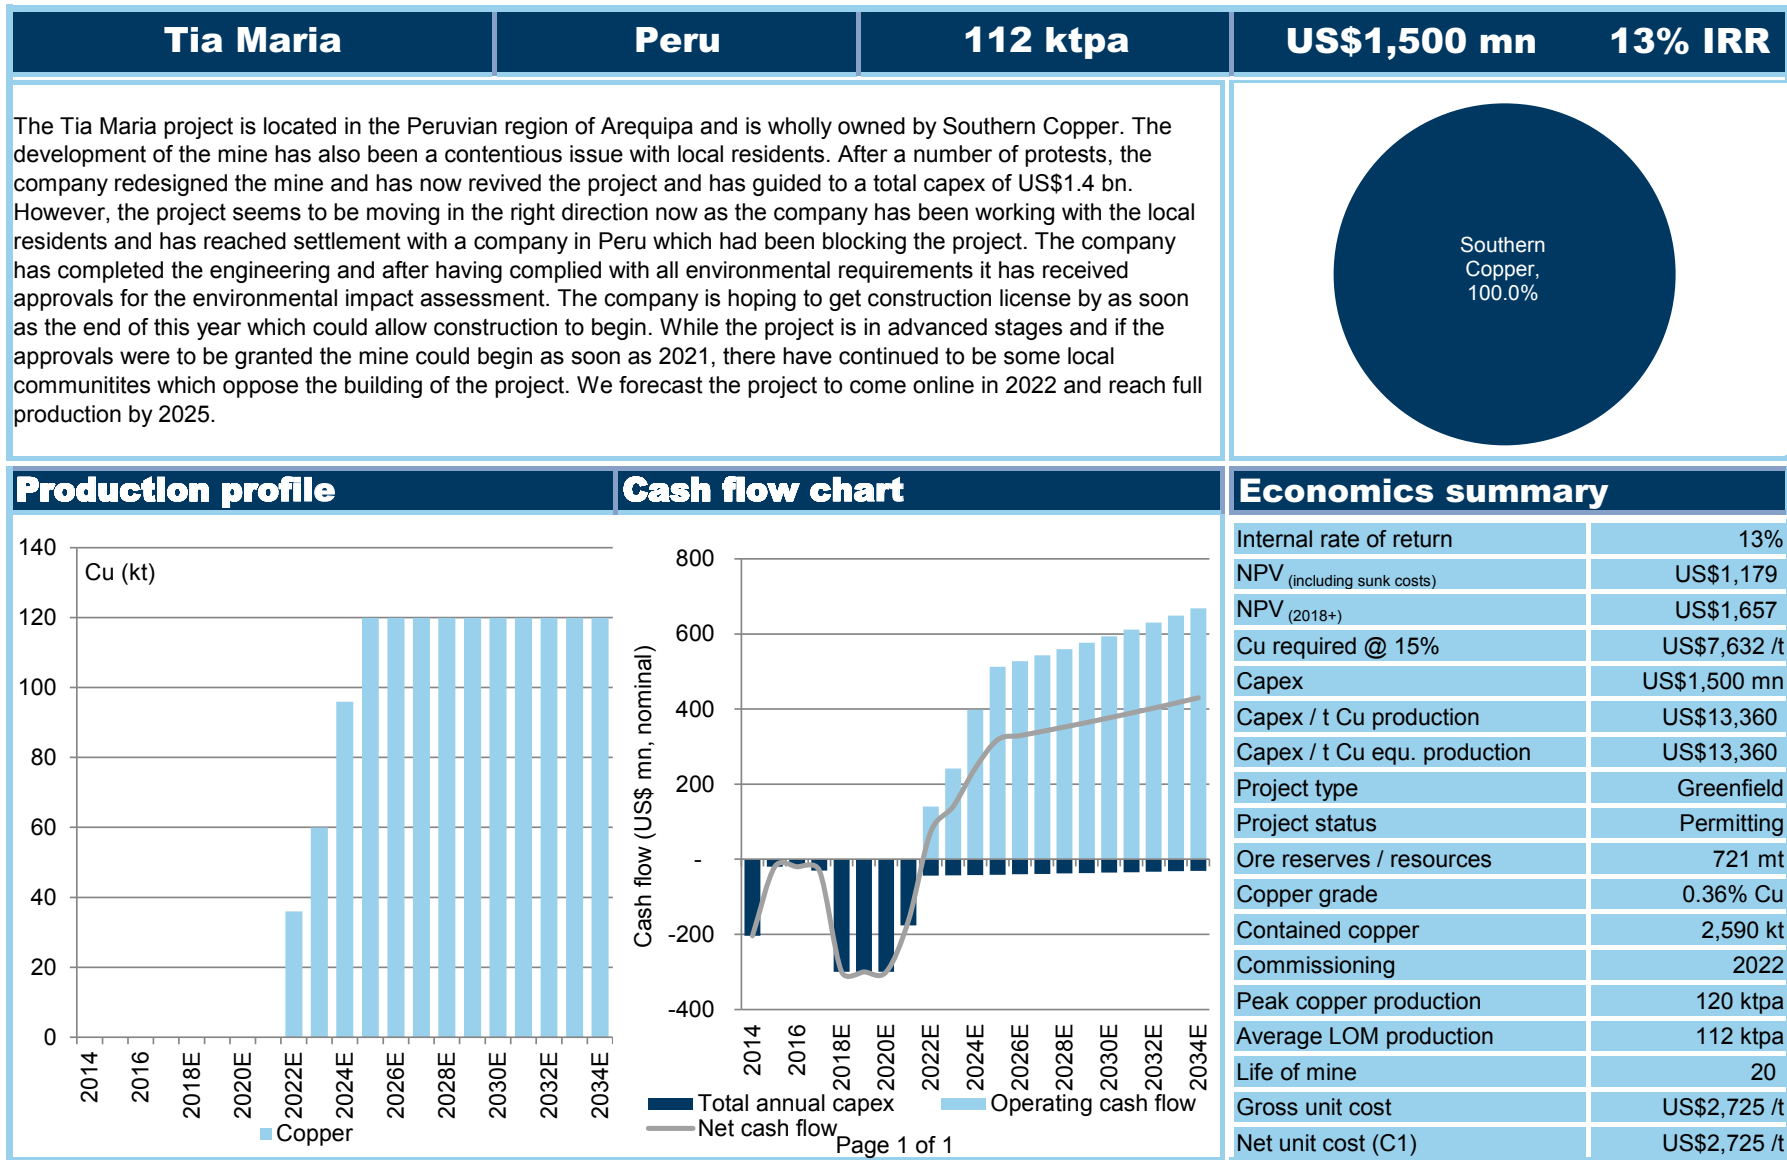 Tia Maria
Peru
112 ktpa
US$1,500 mn
13% IRR
The Tia Maria project is located in the Peruvian region of Arequipa and is wholly owned by Southern Copper. The
development of the mine has also been a contentious issue with local residents. After a number of protests, the
company redesigned the mine and has now revived the project and has guided to a total capex of US$1.4 bn.
However, the project seems to be moving in the right direction now as the company has been working with the local
residents and has reached settlement with a company in Peru which had been blocking the project. The company
has completed the engineering and after having complied with all environmental requirements it has received
approvals for the environmental impact assessment. The company is hoping to get construction license by as soon
as the end of this year which could allow construction to begin. While the project is in advanced stages and if the
approvals were to be granted the mine could begin as soon as 2021, there have continued to be some local
communitites which oppose the building of the project. We forecast the project to come online in 2022 and reach full
production by 2025.
Southern
Copper,
100.0%
Production profile
140
120
100
80
60
40
20
0
Cu (kt)
2014
2016
2018E
2020E
2022E
2024E
2026E
2028E
2030E
2032E
2034E
Copper
Cash flow chart
Cash flow (US$ mn, nominal)
800
600
400
200
-
-200
-400
2014
2016
2018E
2020E
2022E
2024E
2026E
2028E
2030E
2032E
2034E
Total annual capex
Operating cash flow
Net cash flow
Page 1 of 1
Economics summary
Internal rate of return 13%
NPV (including sunk costs) US$1,179
NPV (2018+) US$1,657
Cu required @ 15% US$7,632 /t
Capex US$1,500 mn
Capex / t Cu production US$13,360
Capex / t Cu equ. production US$13,360
Project type Greenfield
Project status Permitting
Ore reserves / resources 721 mt
Copper grade 0.36% Cu
Contained copper 2,590 kt
Commissioning 2022
Peak copper production 120 ktpa
Average LOM production 112 ktpa
Life of mine 20
Gross unit cost US$2,725 /t
Net unit cost (C1) US$2,725 /t